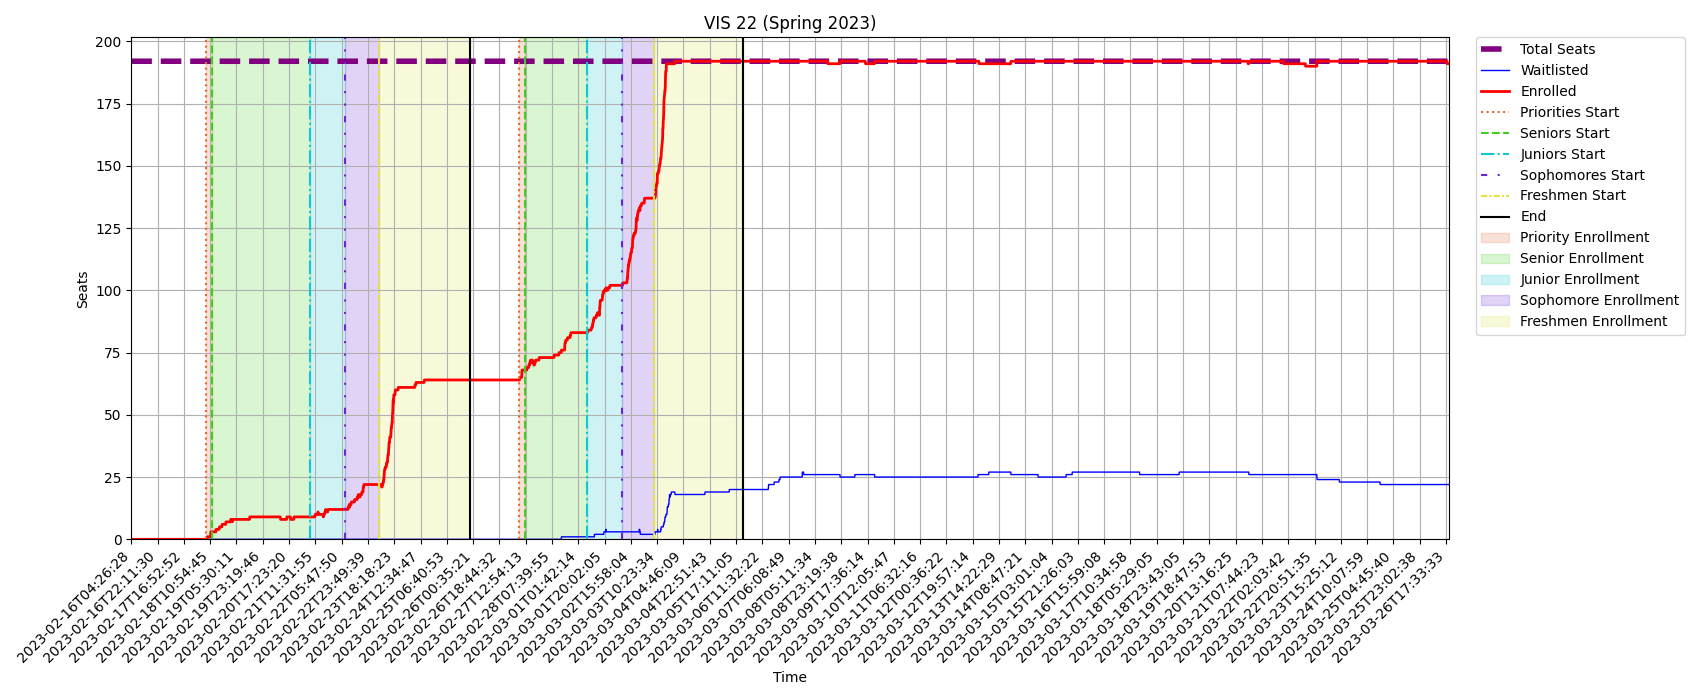 VIS 22 (Spring 2023)
Seats
200
175
150
125
100
75
50
25
0
Total Seats
Waitlisted
Enrolled
Priorities Start
Seniors Start
Juniors Start
Sophomores Start
Freshmen Start
End
Priority Enrollment
Senior Enrollment
Junior Enrollment
Sophomore Enrollment
Freshmen Enrollment
2023-02-16T04:26:28
2023-02-16T22:11:30
2023-02-17T16:52:52
2023-02-18T10:54:45
2023-02-19T05:30:11
2023-02-19T23:19:46
2023-02-20T17:23:20
2023-02-21T11:31:55
2023-02-22T05:47:50
2023-02-22T23:49:39
2023-02-23T18:18:23
2023-02-24T12:34:47
2023-02-25T06:40:53
2023-02-26T00:35:21
2023-02-26T18:44:32
2023-02-27T12:54:13
2023-02-28T07:39:55
2023-03-01T01:42:14
2023-03-01T20:02:05
2023-03-02T15:58:04
2023-03-03T10:23:34
2023-03-04T04:46:09
2023-03-04T22:51:43
2023-03-05T17:11:05
2023-03-06T11:32:22
2023-03-07T06:08:49
2023-03-08T05:11:34
2023-03-08T23:19:38
2023-03-09T17:36:14
2023-03-10T12:05:47
2023-03-11T06:32:16
2023-03-12T00:36:22
2023-03-12T19:57:14
2023-03-13T14:22:29
2023-03-14T08:47:21
2023-03-15T03:01:04
2023-03-15T21:26:03
2023-03-16T15:59:08
2023-03-17T10:34:58
2023-03-18T05:29:05
2023-03-18T23:43:05
2023-03-19T18:47:53
2023-03-20T13:16:25
2023-03-21T07:44:23
2023-03-22T02:03:42
2023-03-22T20:51:35
2023-03-23T15:25:12
2023-03-24T10:07:59
2023-03-25T04:45:40
2023-03-25T23:02:38
2023-03-26T17:33:33
Time